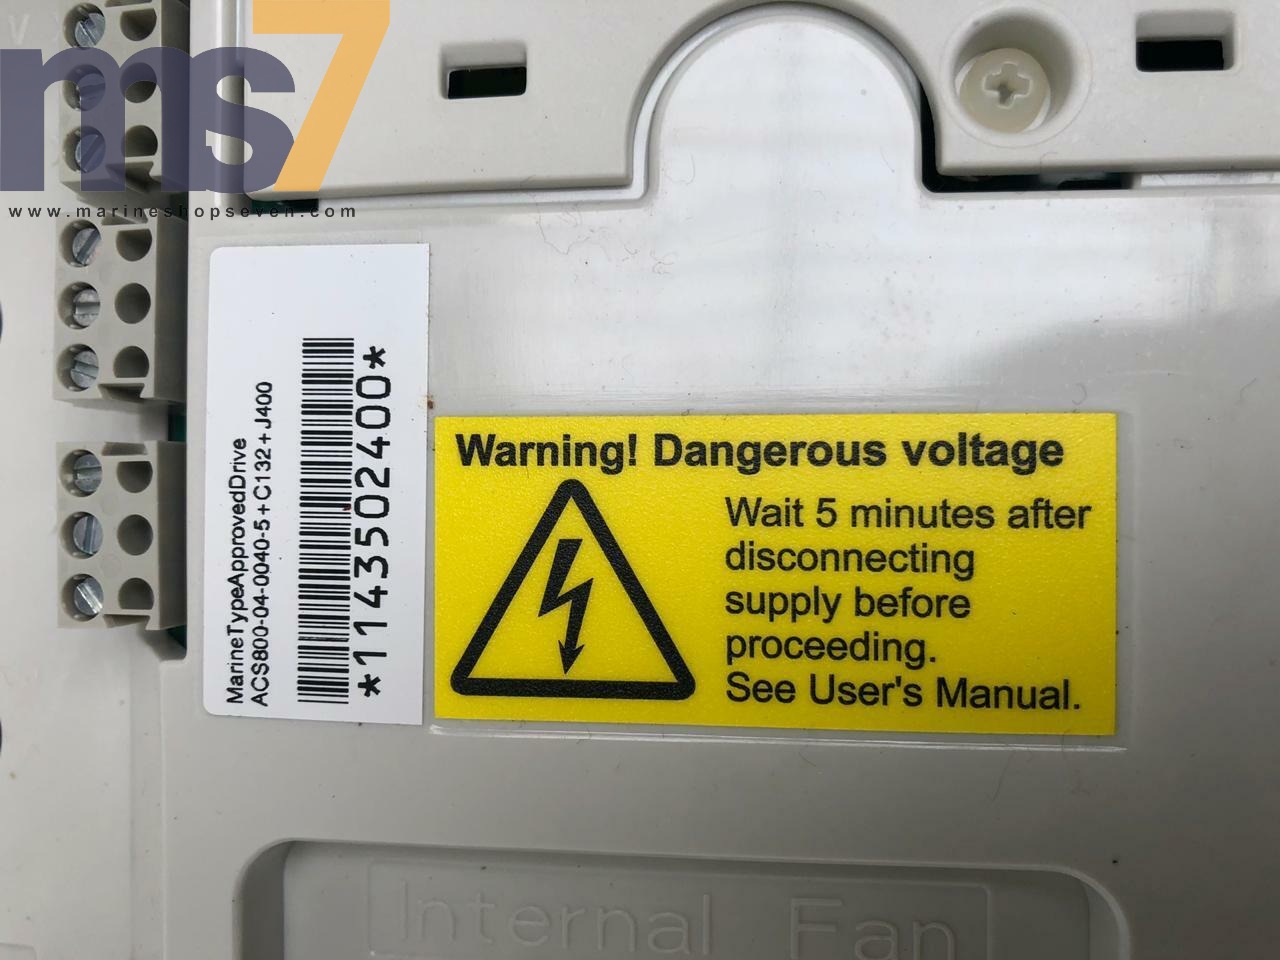 ms7
www.marineshopseven.com
MarineTypeApprovedDrive
ACS800-04-0040-5+C132+J400
*1143502400*
Warning! Dangerous voltage
Wait 5 minutes after
disconnecting
supply before
proceeding.
See User's Manual.
Internal Fan